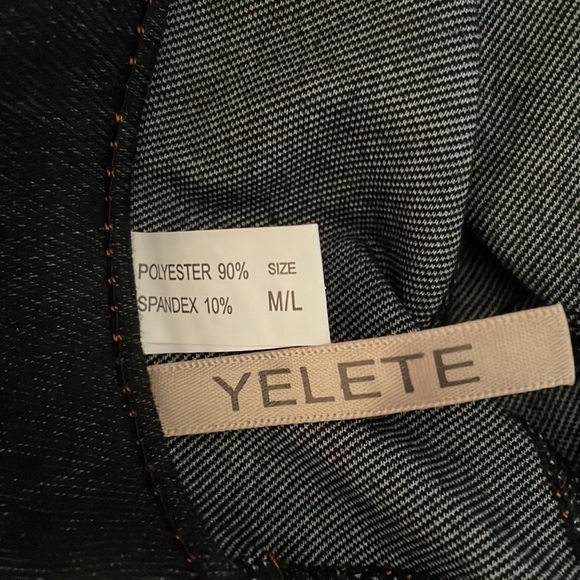 POLYESTER 90% SIZE
SPANDEX 10% M/L
YELETE